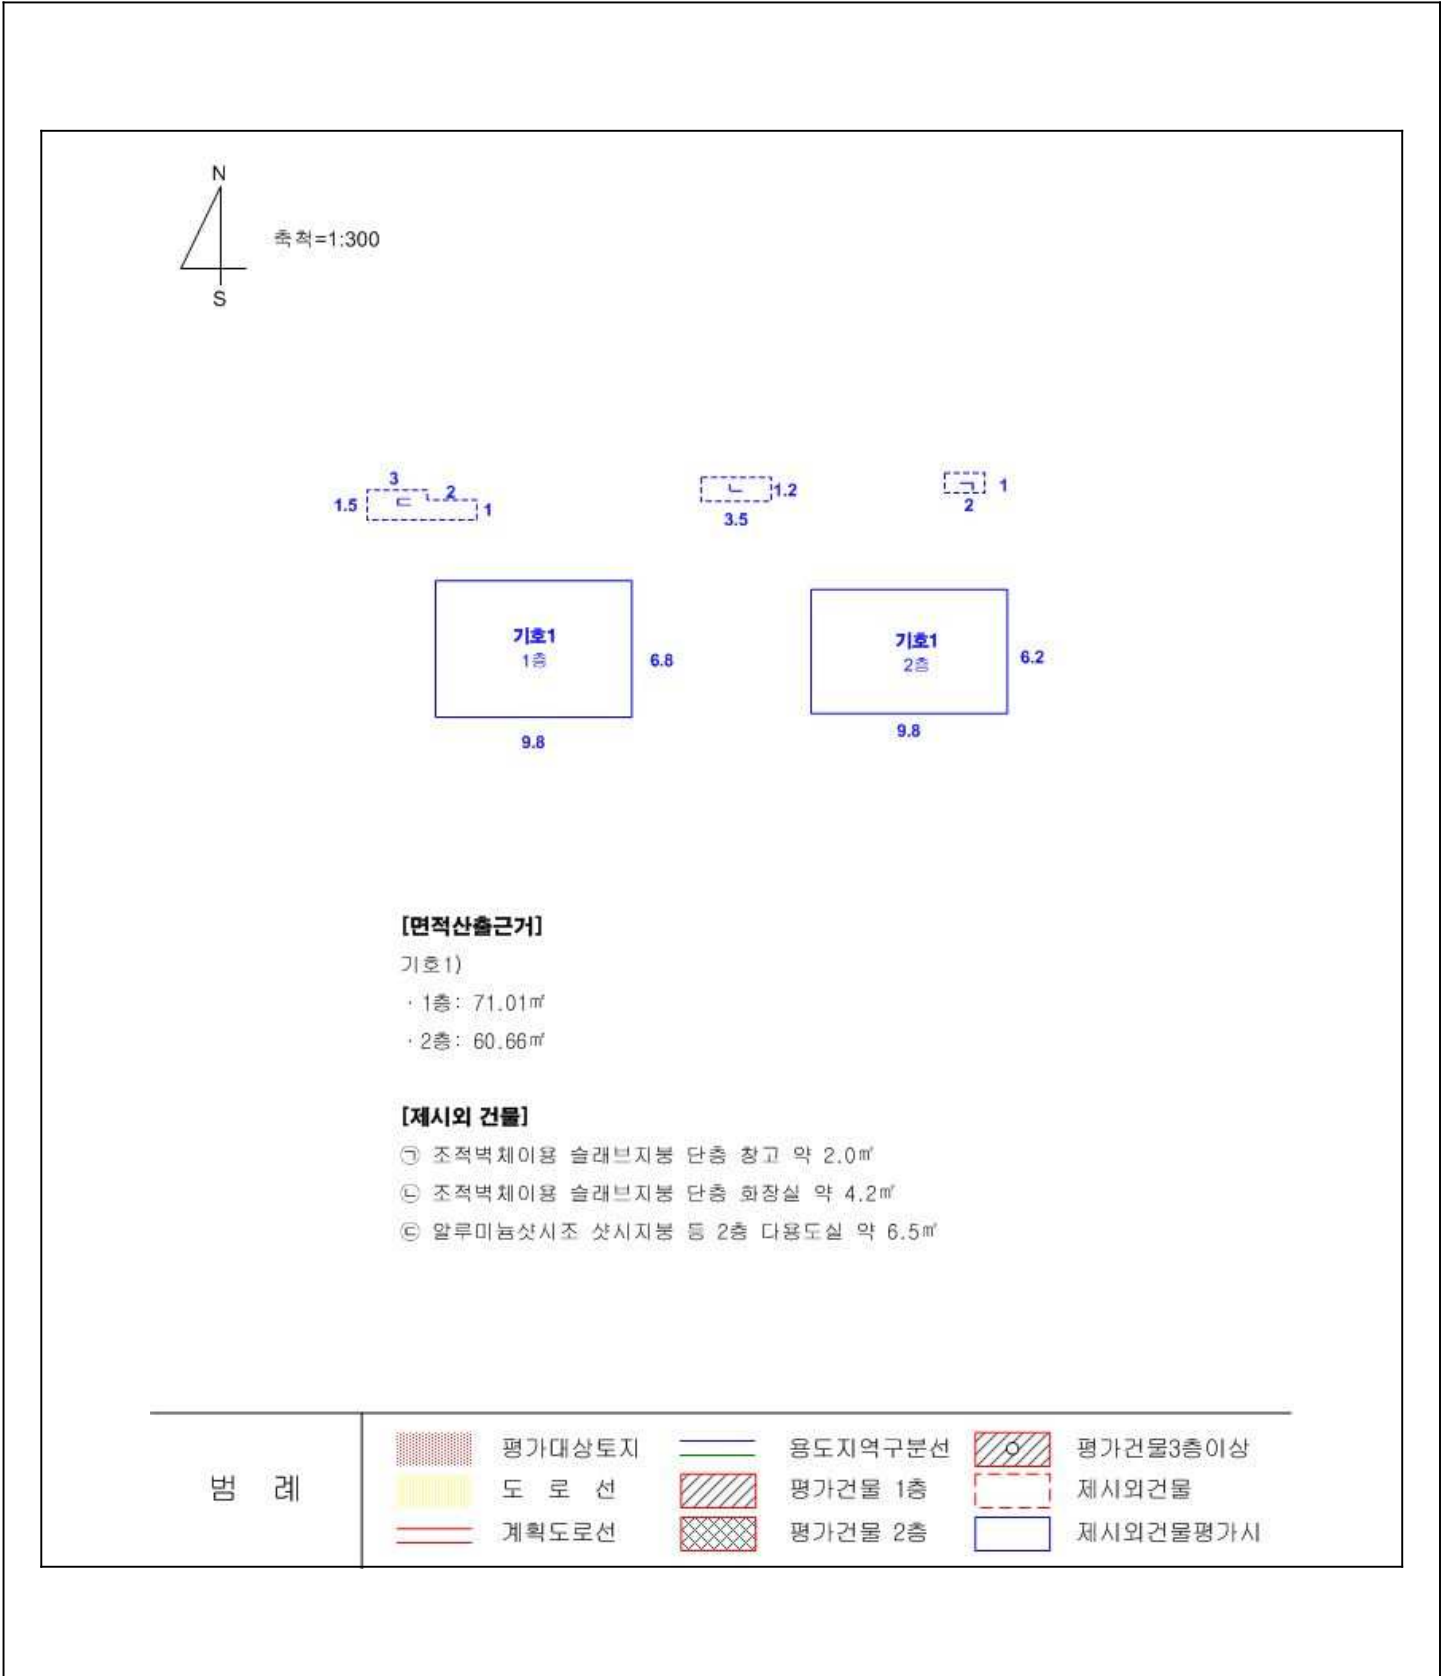 N
축척=1:300
S
3
2
1.5
ㄷ
1
ㄴ
1.2
3.5
ㄱ
1
2
기호1
1층
6.8
9.8
기호1
2층
6.2
9.8
[면적산출근거]
기호1)
· 1층: 71.01㎡
· 2층: 60.66㎡
[제시외 건물]
㉠ 조적벽체이용 슬래브지붕 단층 창고 약 2.0㎡
㉡ 조적벽체이용 슬래브지붕 단층 화장실 약 4.2㎡
㉢ 알루미늄샷시조 샷시지붕 등 2층 다용도실 약 6.5㎡
범 례
평가대상토지
용도지역구분선
평가건물3층이상
도 로 선
평가건물 1층
제시외건물
계획도로선
평가건물 2층
제시외건물평가시